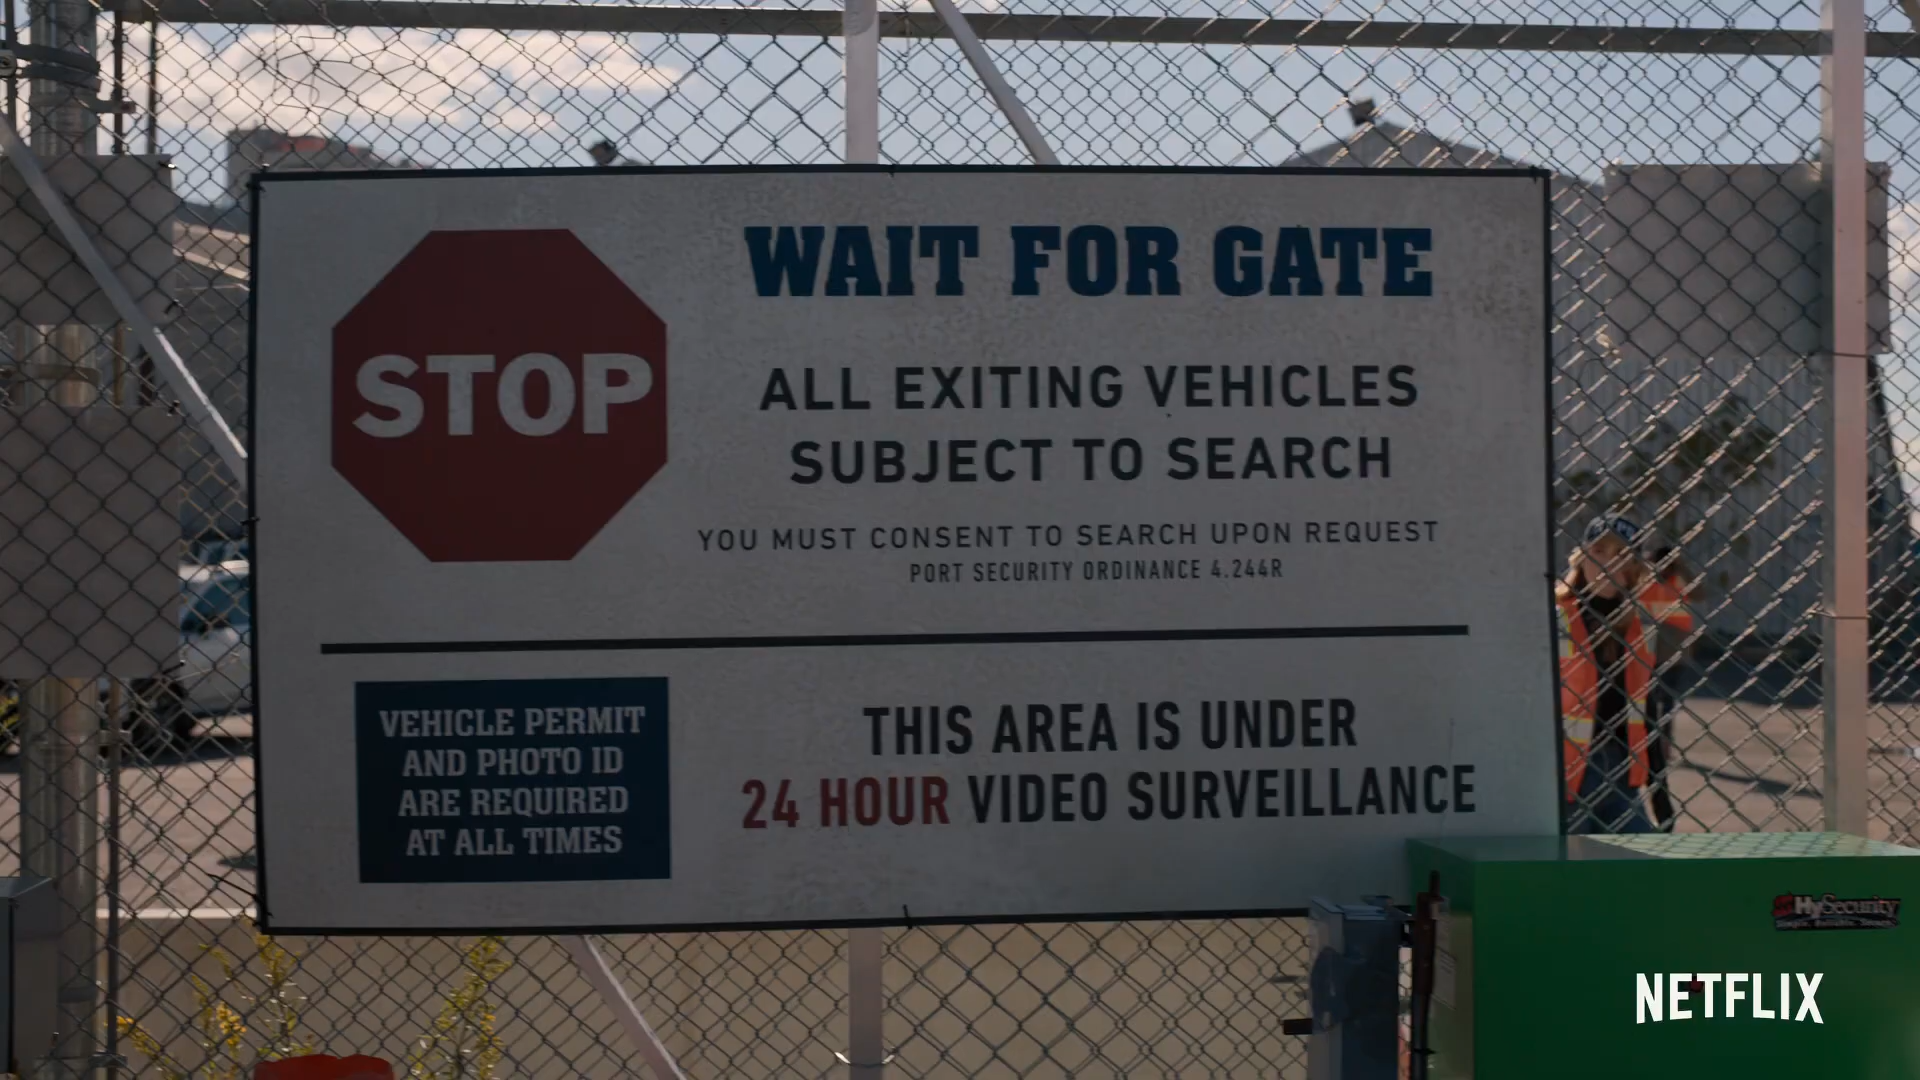 STOP
WAIT FOR GATE
ALL EXITING VEHICLES
SUBJECT TO SEARCH
YOU MUST CONSENT TO SEARCH UPON REQUEST
PORT SECURITY ORDINANCE 4.244R
VEHICLE PERMIT
AND PHOTO ID
ARE REQUIRED
AT ALL TIMES
THIS AREA IS UNDER
24 HOUR VIDEO SURVEILLANCE
HySecurity
NETFLIX